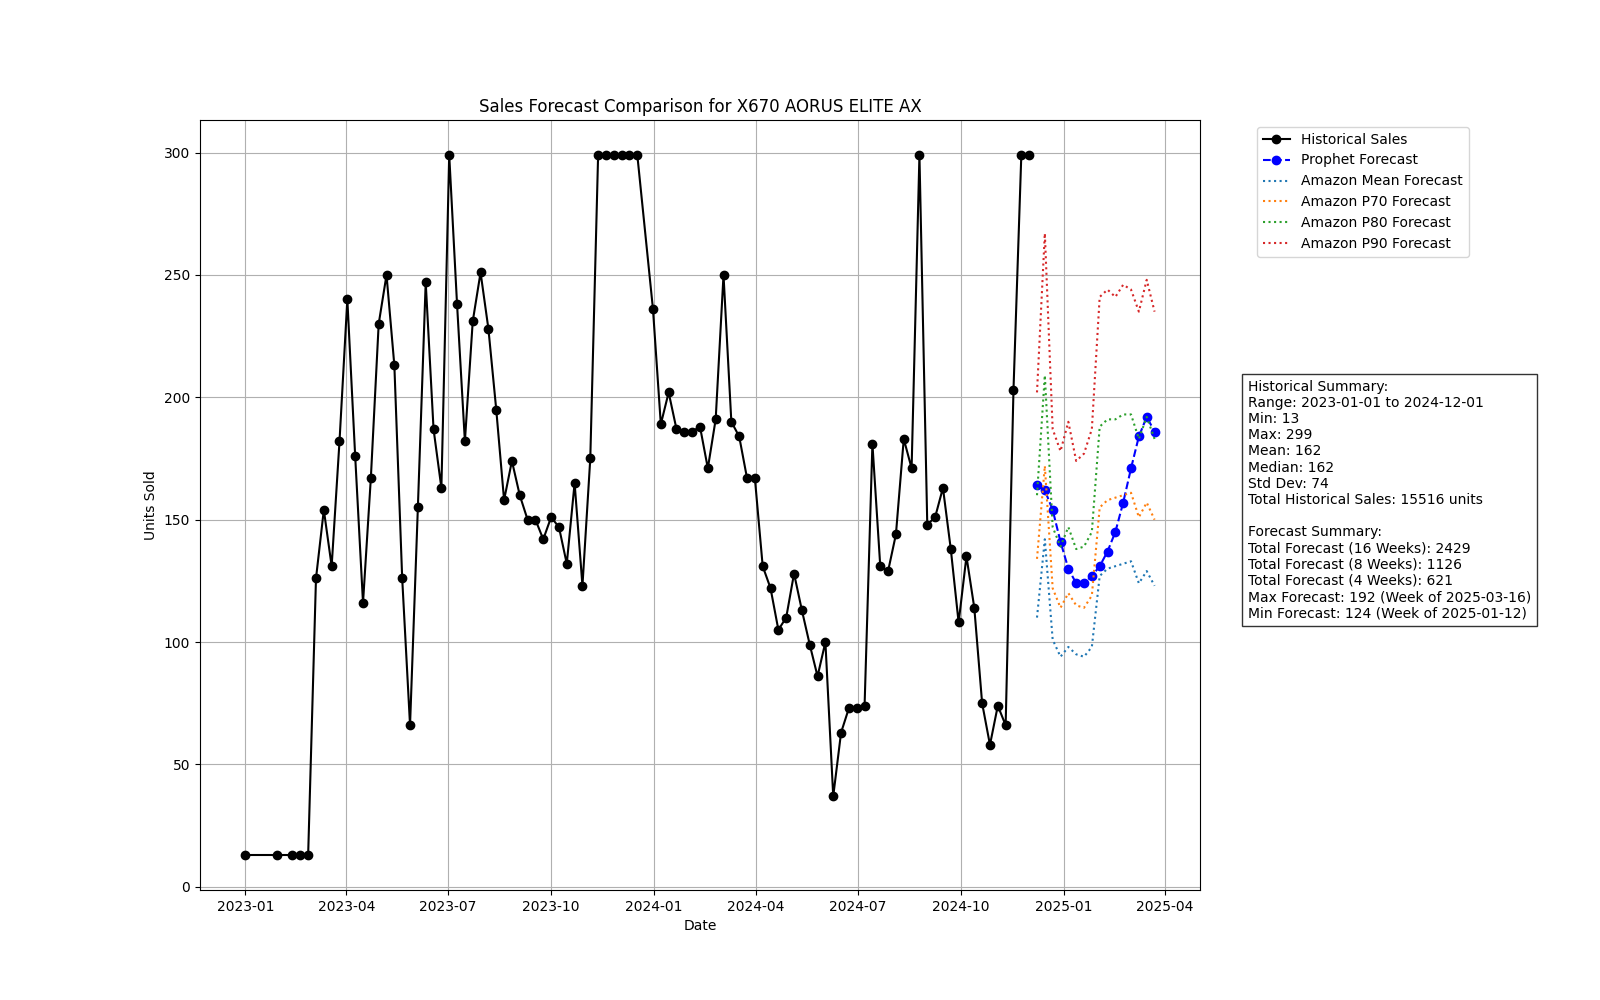 Sales Forecast Comparison for X670 AORUS ELITE AX
Units Sold
300
250
200
150
100
50
0
2023-01
2023-04
2023-07
2023-10
2024-01
2024-04
2024-07
2024-10
2025-01
2025-04
Date
Historical Sales
Prophet Forecast
Amazon Mean Forecast
Amazon P70 Forecast
Amazon P80 Forecast
Amazon P90 Forecast
Historical Summary:
Range: 2023-01-01 to 2024-12-01
Min: 13
Max: 299
Mean: 162
Median: 162
Std Dev: 74
Total Historical Sales: 15516 units
Forecast Summary:
Total Forecast (16 Weeks): 2429
Total Forecast (8 Weeks): 1126
Total Forecast (4 Weeks): 621
Max Forecast: 192 (Week of 2025-03-16)
Min Forecast: 124 (Week of 2025-01-12)